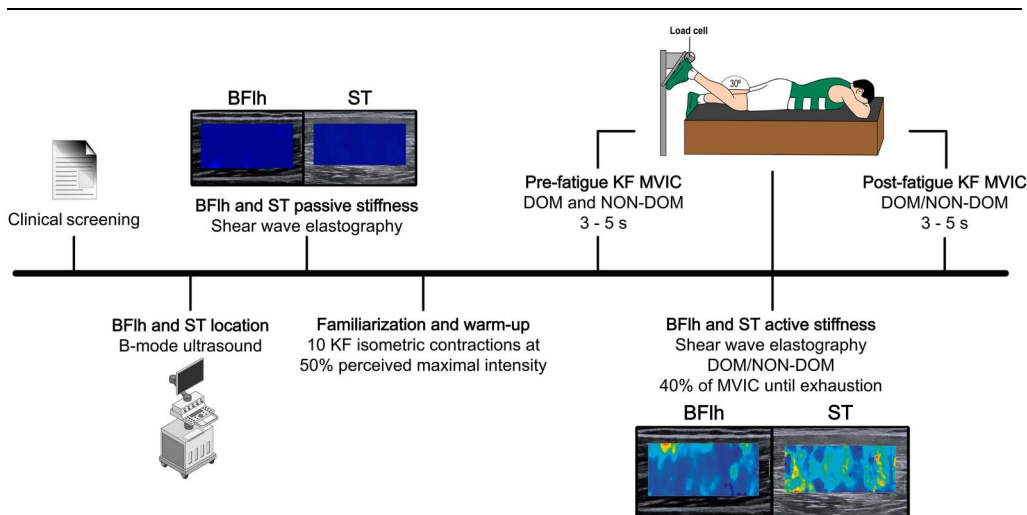 Load cell
30°
BFlh
ST
Clinical screening
BFlh and ST passive stiffness
Shear wave elastography
Pre-fatigue KF MVIC
DOM and NON-DOM
3 - 5 s
Post-fatigue KF MVIC
DOM/NON-DOM
3 - 5 s
BFlh and ST location
B-mode ultrasound
Familiarization and warm-up
10 KF isometric contractions at
50% perceived maximal intensity
BFlh and ST active stiffness
Shear wave elastography
DOM/NON-DOM
40% of MVIC until exhaustion
BFlh
ST